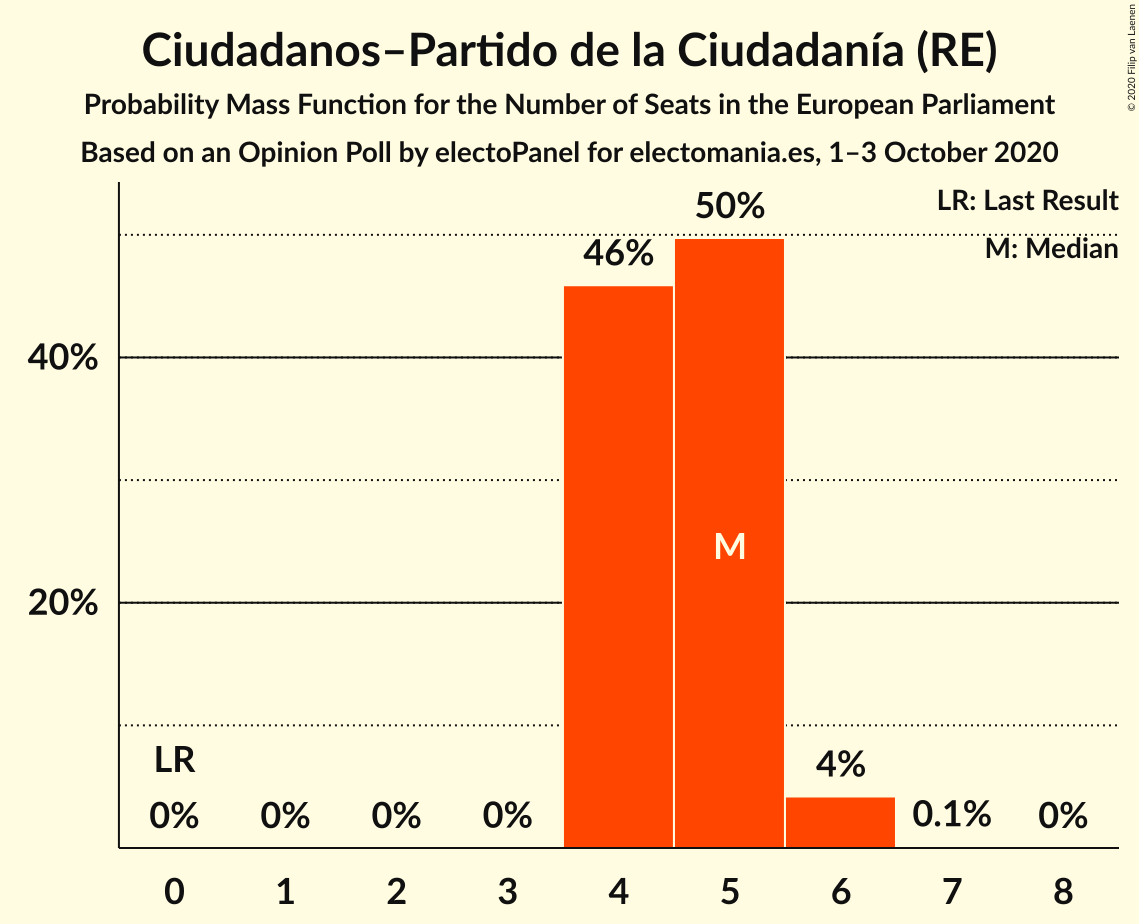 Ciudadanos–Partido de la Ciudadanía (RE)
Probability Mass Function for the Number of Seats in the European Parliament
Based on an Opinion Poll by electoPanel for electomania.es, 1–3 October 2020
© 2020 Filip van Laenen
LR: Last Result
M: Median
50%
46%
40%
M
20%
LR
4%
0% 0% 0% 0% 0.1% 0%
0 1 2 3 4 5 6 7 8